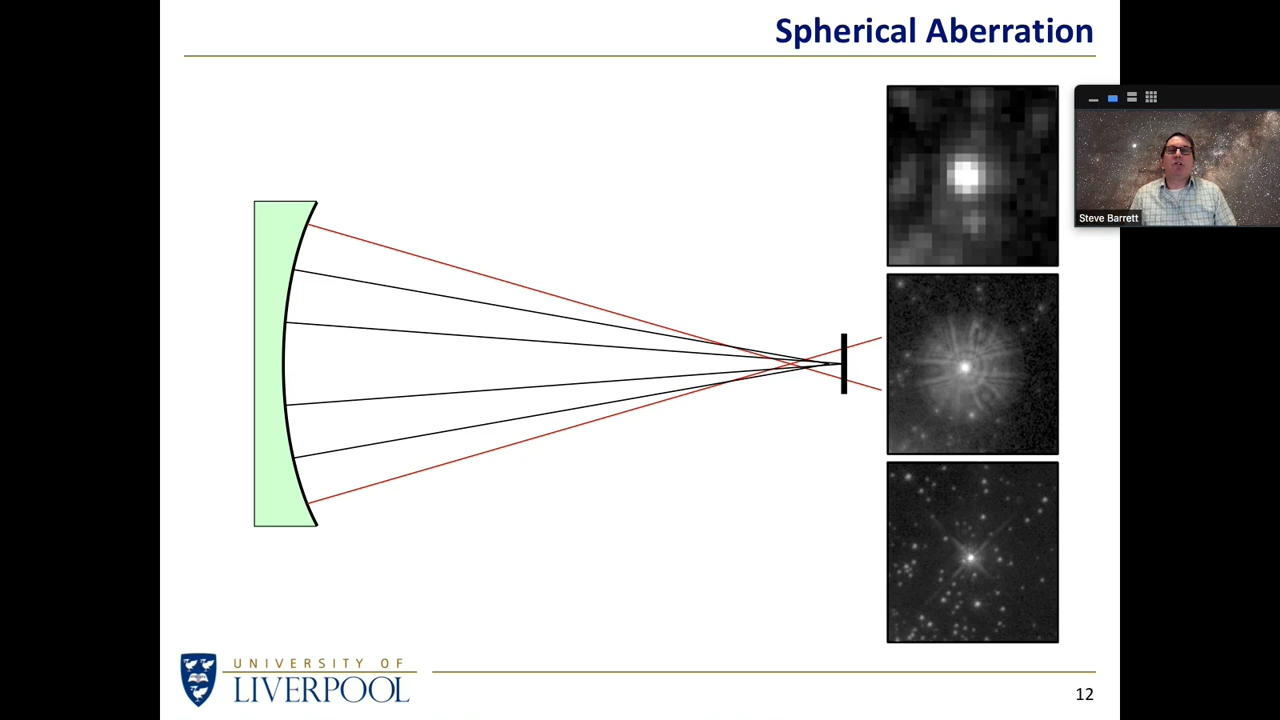 Spherical Aberration
Steve Barrett
UNIVERSITY OF
LIVERPOOL
12